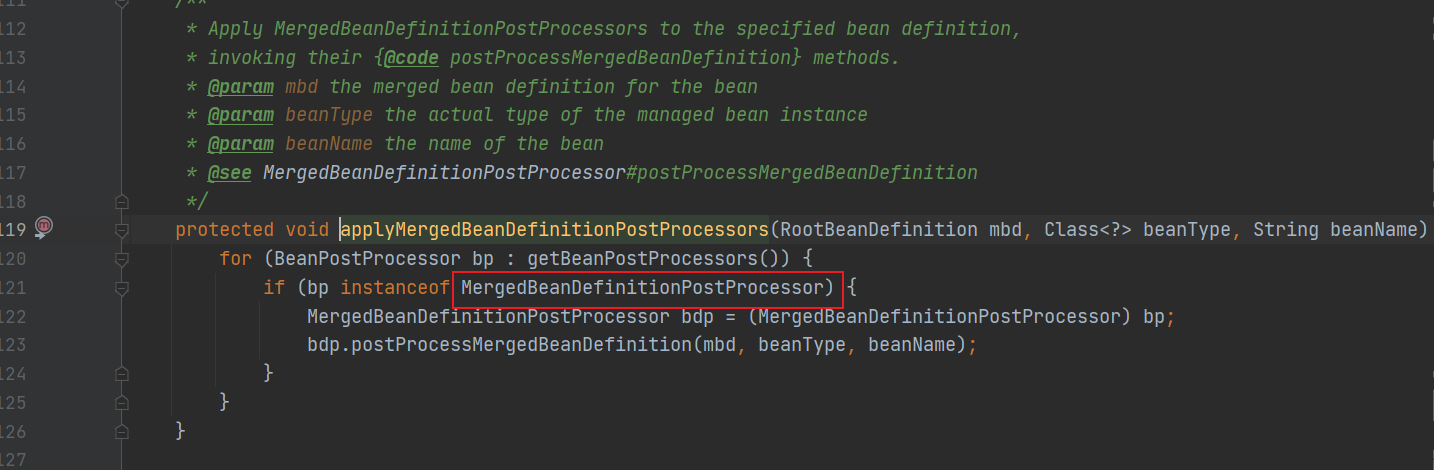 111 /**
112 * Apply MergedBeanDefinitionPostProcessors to the specified bean definition,
113 * invoking their {@code postProcessMergedBeanDefinition} methods.
114 * @param mbd the merged bean definition for the bean
115 * @param beanType the actual type of the managed bean instance
116 * @param beanName the name of the bean
117 * @see MergedBeanDefinitionPostProcessor#postProcessMergedBeanDefinition
118 */
119 protected void applyMergedBeanDefinitionPostProcessors(RootBeanDefinition mbd, Class<?> beanType, String beanName)
120 for (BeanPostProcessor bp : getBeanPostProcessors()) {
121 if (bp instanceof MergedBeanDefinitionPostProcessor) {
122 MergedBeanDefinitionPostProcessor bdp = (MergedBeanDefinitionPostProcessor) bp;
123 bdp.postProcessMergedBeanDefinition(mbd, beanType, beanName);
124 }
125 }
126 }
127